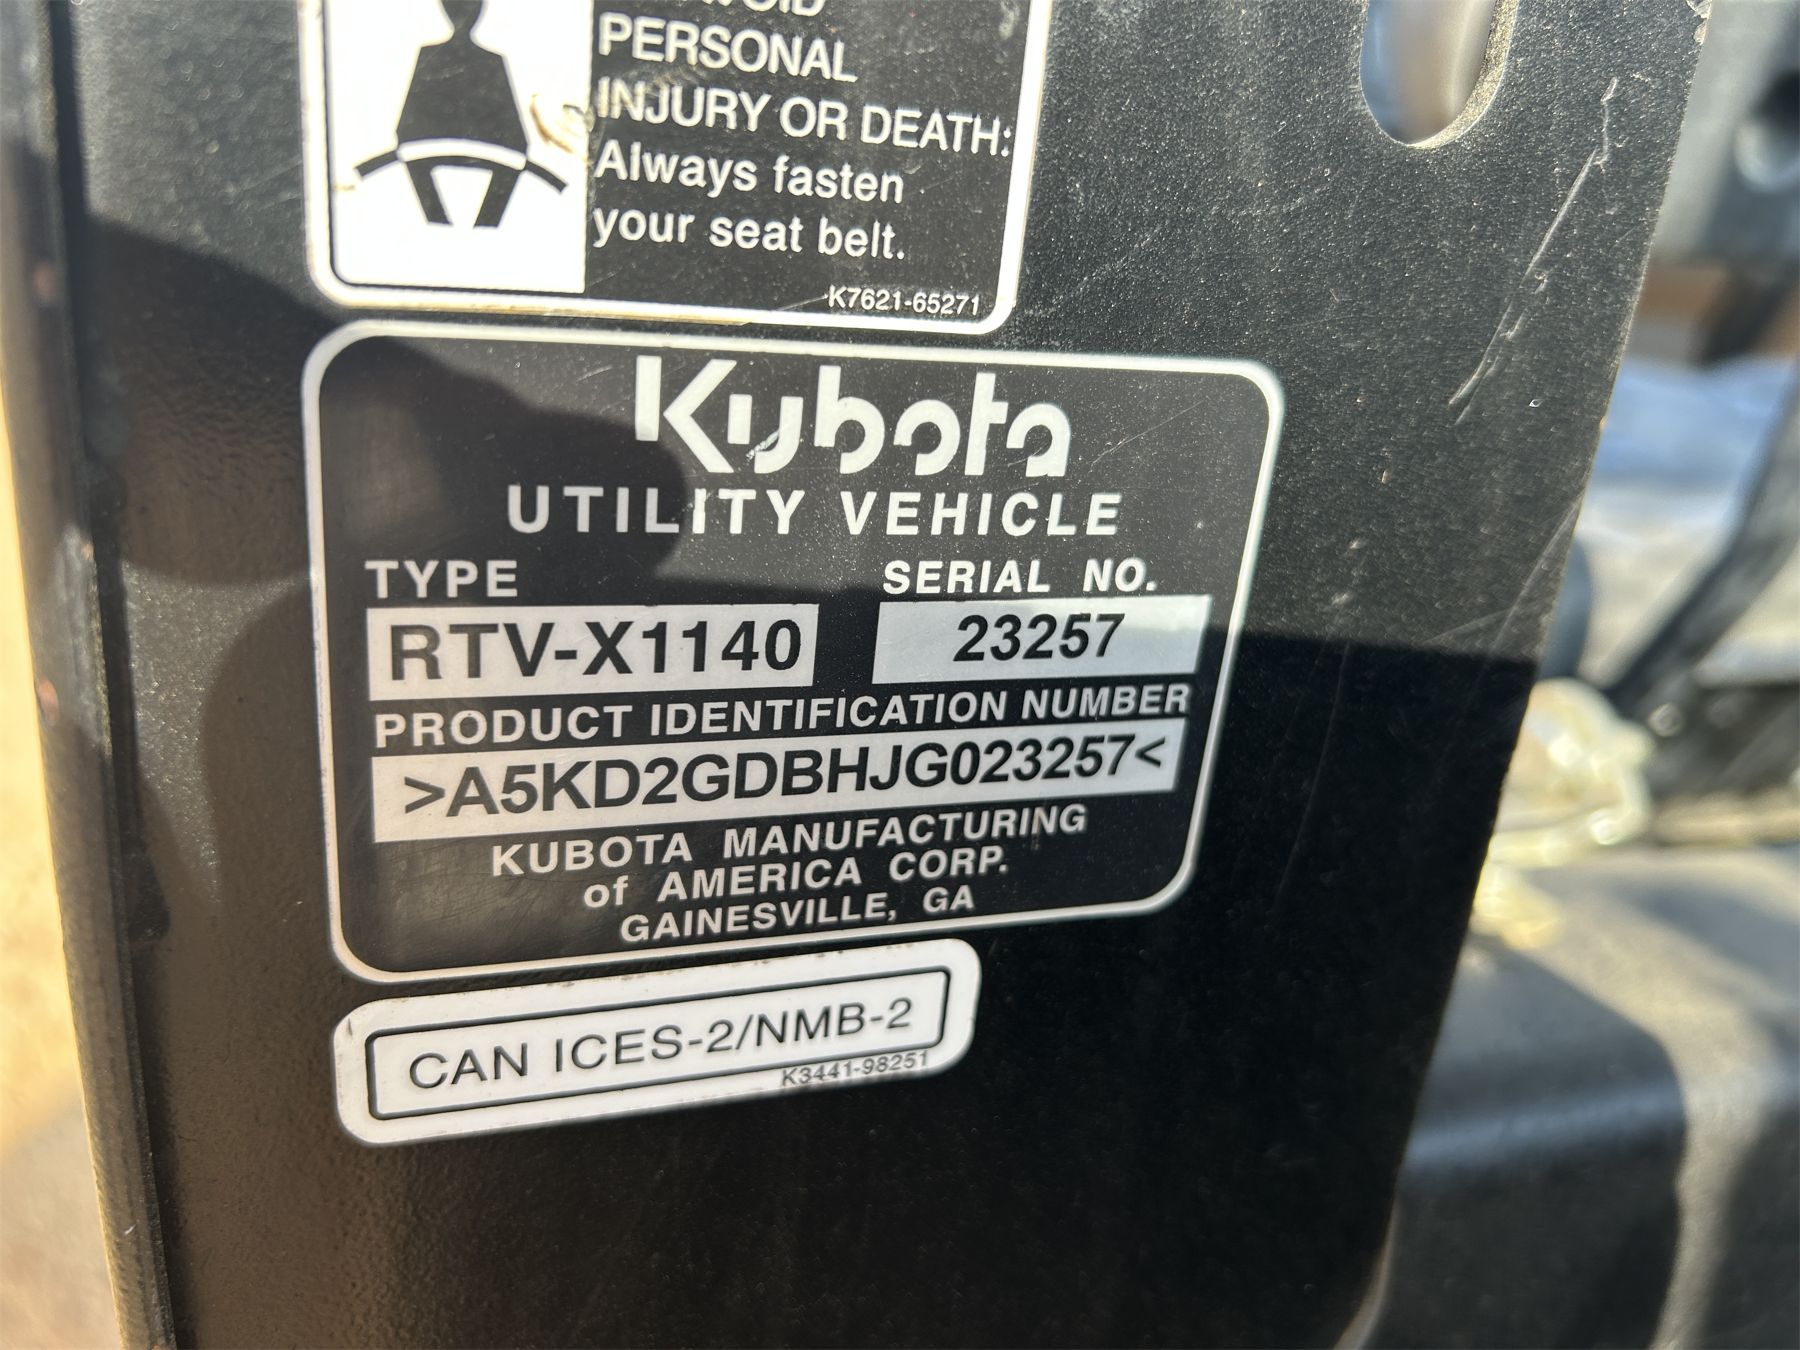 PERSONAL
INJURY OR DEATH:
Always fasten
your seat belt.
K7621-65271
Kubota
UTILITY VEHICLE
TYPE SERIAL NO.
RTV-X1140 23257
PRODUCT IDENTIFICATION NUMBER
>A5KD2GDBHJG023257<
KUBOTA MANUFACTURING
of AMERICA CORP.
GAINESVILLE, GA
CAN ICES-2/NMB-2
K3441-98251